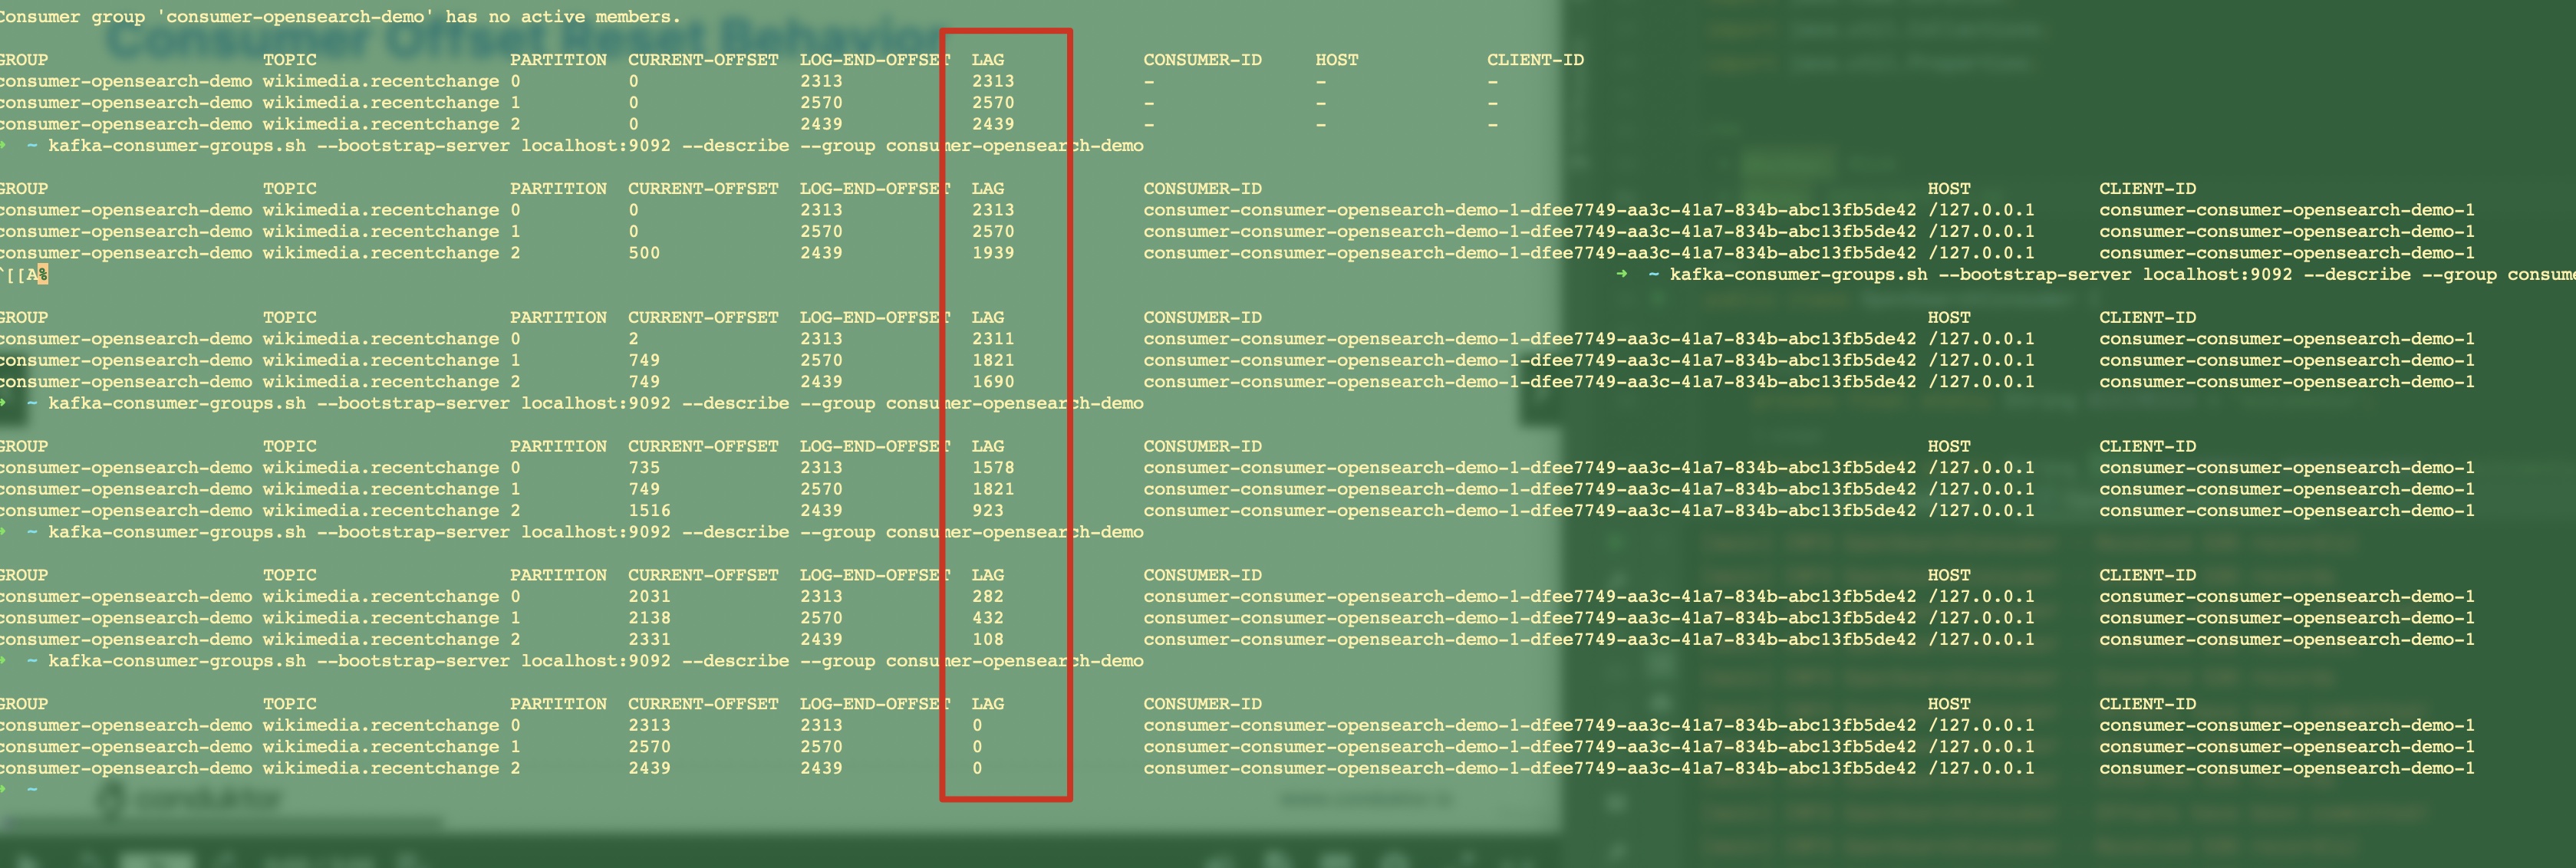 Consumer group 'consumer-opensearch-demo' has no active members.
Consumer Offset Reset Behavior
GROUP TOPIC PARTITION CURRENT-OFFSET LOG-END-OFFSET LAG CONSUMER-ID HOST CLIENT-ID
consumer-opensearch-demo wikimedia.recentchange 0 0 2313 2313 - - -
consumer-opensearch-demo wikimedia.recentchange 1 0 2570 2570 - - -
consumer-opensearch-demo wikimedia.recentchange 2 0 2439 2439 - - -
➜ ~ kafka-consumer-groups.sh --bootstrap-server localhost:9092 --describe --group consumer-opensearch-demo
GROUP TOPIC PARTITION CURRENT-OFFSET LOG-END-OFFSET LAG CONSUMER-ID HOST CLIENT-ID
consumer-opensearch-demo wikimedia.recentchange 0 0 2313 2313 consumer-consumer-opensearch-demo-1-dfee7749-aa3c-41a7-834b-abc13fb5de42 /127.0.0.1 consumer-consumer-opensearch-demo-1
consumer-opensearch-demo wikimedia.recentchange 1 0 2570 2570 consumer-consumer-opensearch-demo-1-dfee7749-aa3c-41a7-834b-abc13fb5de42 /127.0.0.1 consumer-consumer-opensearch-demo-1
consumer-opensearch-demo wikimedia.recentchange 2 500 2439 1939 consumer-consumer-opensearch-demo-1-dfee7749-aa3c-41a7-834b-abc13fb5de42 /127.0.0.1 consumer-consumer-opensearch-demo-1
^[[A% ➜ ~ kafka-consumer-groups.sh --bootstrap-server localhost:9092 --describe --group consume
GROUP TOPIC PARTITION CURRENT-OFFSET LOG-END-OFFSET LAG CONSUMER-ID HOST CLIENT-ID
consumer-opensearch-demo wikimedia.recentchange 0 2 2313 2311 consumer-consumer-opensearch-demo-1-dfee7749-aa3c-41a7-834b-abc13fb5de42 /127.0.0.1 consumer-consumer-opensearch-demo-1
consumer-opensearch-demo wikimedia.recentchange 1 749 2570 1821 consumer-consumer-opensearch-demo-1-dfee7749-aa3c-41a7-834b-abc13fb5de42 /127.0.0.1 consumer-consumer-opensearch-demo-1
consumer-opensearch-demo wikimedia.recentchange 2 749 2439 1690 consumer-consumer-opensearch-demo-1-dfee7749-aa3c-41a7-834b-abc13fb5de42 /127.0.0.1 consumer-consumer-opensearch-demo-1
➜ ~ kafka-consumer-groups.sh --bootstrap-server localhost:9092 --describe --group consumer-opensearch-demo
GROUP TOPIC PARTITION CURRENT-OFFSET LOG-END-OFFSET LAG CONSUMER-ID HOST CLIENT-ID
consumer-opensearch-demo wikimedia.recentchange 0 735 2313 1578 consumer-consumer-opensearch-demo-1-dfee7749-aa3c-41a7-834b-abc13fb5de42 /127.0.0.1 consumer-consumer-opensearch-demo-1
consumer-opensearch-demo wikimedia.recentchange 1 749 2570 1821 consumer-consumer-opensearch-demo-1-dfee7749-aa3c-41a7-834b-abc13fb5de42 /127.0.0.1 consumer-consumer-opensearch-demo-1
consumer-opensearch-demo wikimedia.recentchange 2 1516 2439 923 consumer-consumer-opensearch-demo-1-dfee7749-aa3c-41a7-834b-abc13fb5de42 /127.0.0.1 consumer-consumer-opensearch-demo-1
➜ ~ kafka-consumer-groups.sh --bootstrap-server localhost:9092 --describe --group consumer-opensearch-demo
GROUP TOPIC PARTITION CURRENT-OFFSET LOG-END-OFFSET LAG CONSUMER-ID HOST CLIENT-ID
consumer-opensearch-demo wikimedia.recentchange 0 2031 2313 282 consumer-consumer-opensearch-demo-1-dfee7749-aa3c-41a7-834b-abc13fb5de42 /127.0.0.1 consumer-consumer-opensearch-demo-1
consumer-opensearch-demo wikimedia.recentchange 1 2138 2570 432 consumer-consumer-opensearch-demo-1-dfee7749-aa3c-41a7-834b-abc13fb5de42 /127.0.0.1 consumer-consumer-opensearch-demo-1
consumer-opensearch-demo wikimedia.recentchange 2 2331 2439 108 consumer-consumer-opensearch-demo-1-dfee7749-aa3c-41a7-834b-abc13fb5de42 /127.0.0.1 consumer-consumer-opensearch-demo-1
➜ ~ kafka-consumer-groups.sh --bootstrap-server localhost:9092 --describe --group consumer-opensearch-demo
GROUP TOPIC PARTITION CURRENT-OFFSET LOG-END-OFFSET LAG CONSUMER-ID HOST CLIENT-ID
consumer-opensearch-demo wikimedia.recentchange 0 2313 2313 0 consumer-consumer-opensearch-demo-1-dfee7749-aa3c-41a7-834b-abc13fb5de42 /127.0.0.1 consumer-consumer-opensearch-demo-1
consumer-opensearch-demo wikimedia.recentchange 1 2570 2570 0 consumer-consumer-opensearch-demo-1-dfee7749-aa3c-41a7-834b-abc13fb5de42 /127.0.0.1 consumer-consumer-opensearch-demo-1
consumer-opensearch-demo wikimedia.recentchange 2 2439 2439 0 consumer-consumer-opensearch-demo-1-dfee7749-aa3c-41a7-834b-abc13fb5de42 /127.0.0.1 consumer-consumer-opensearch-demo-1
➜ ~
conduktor